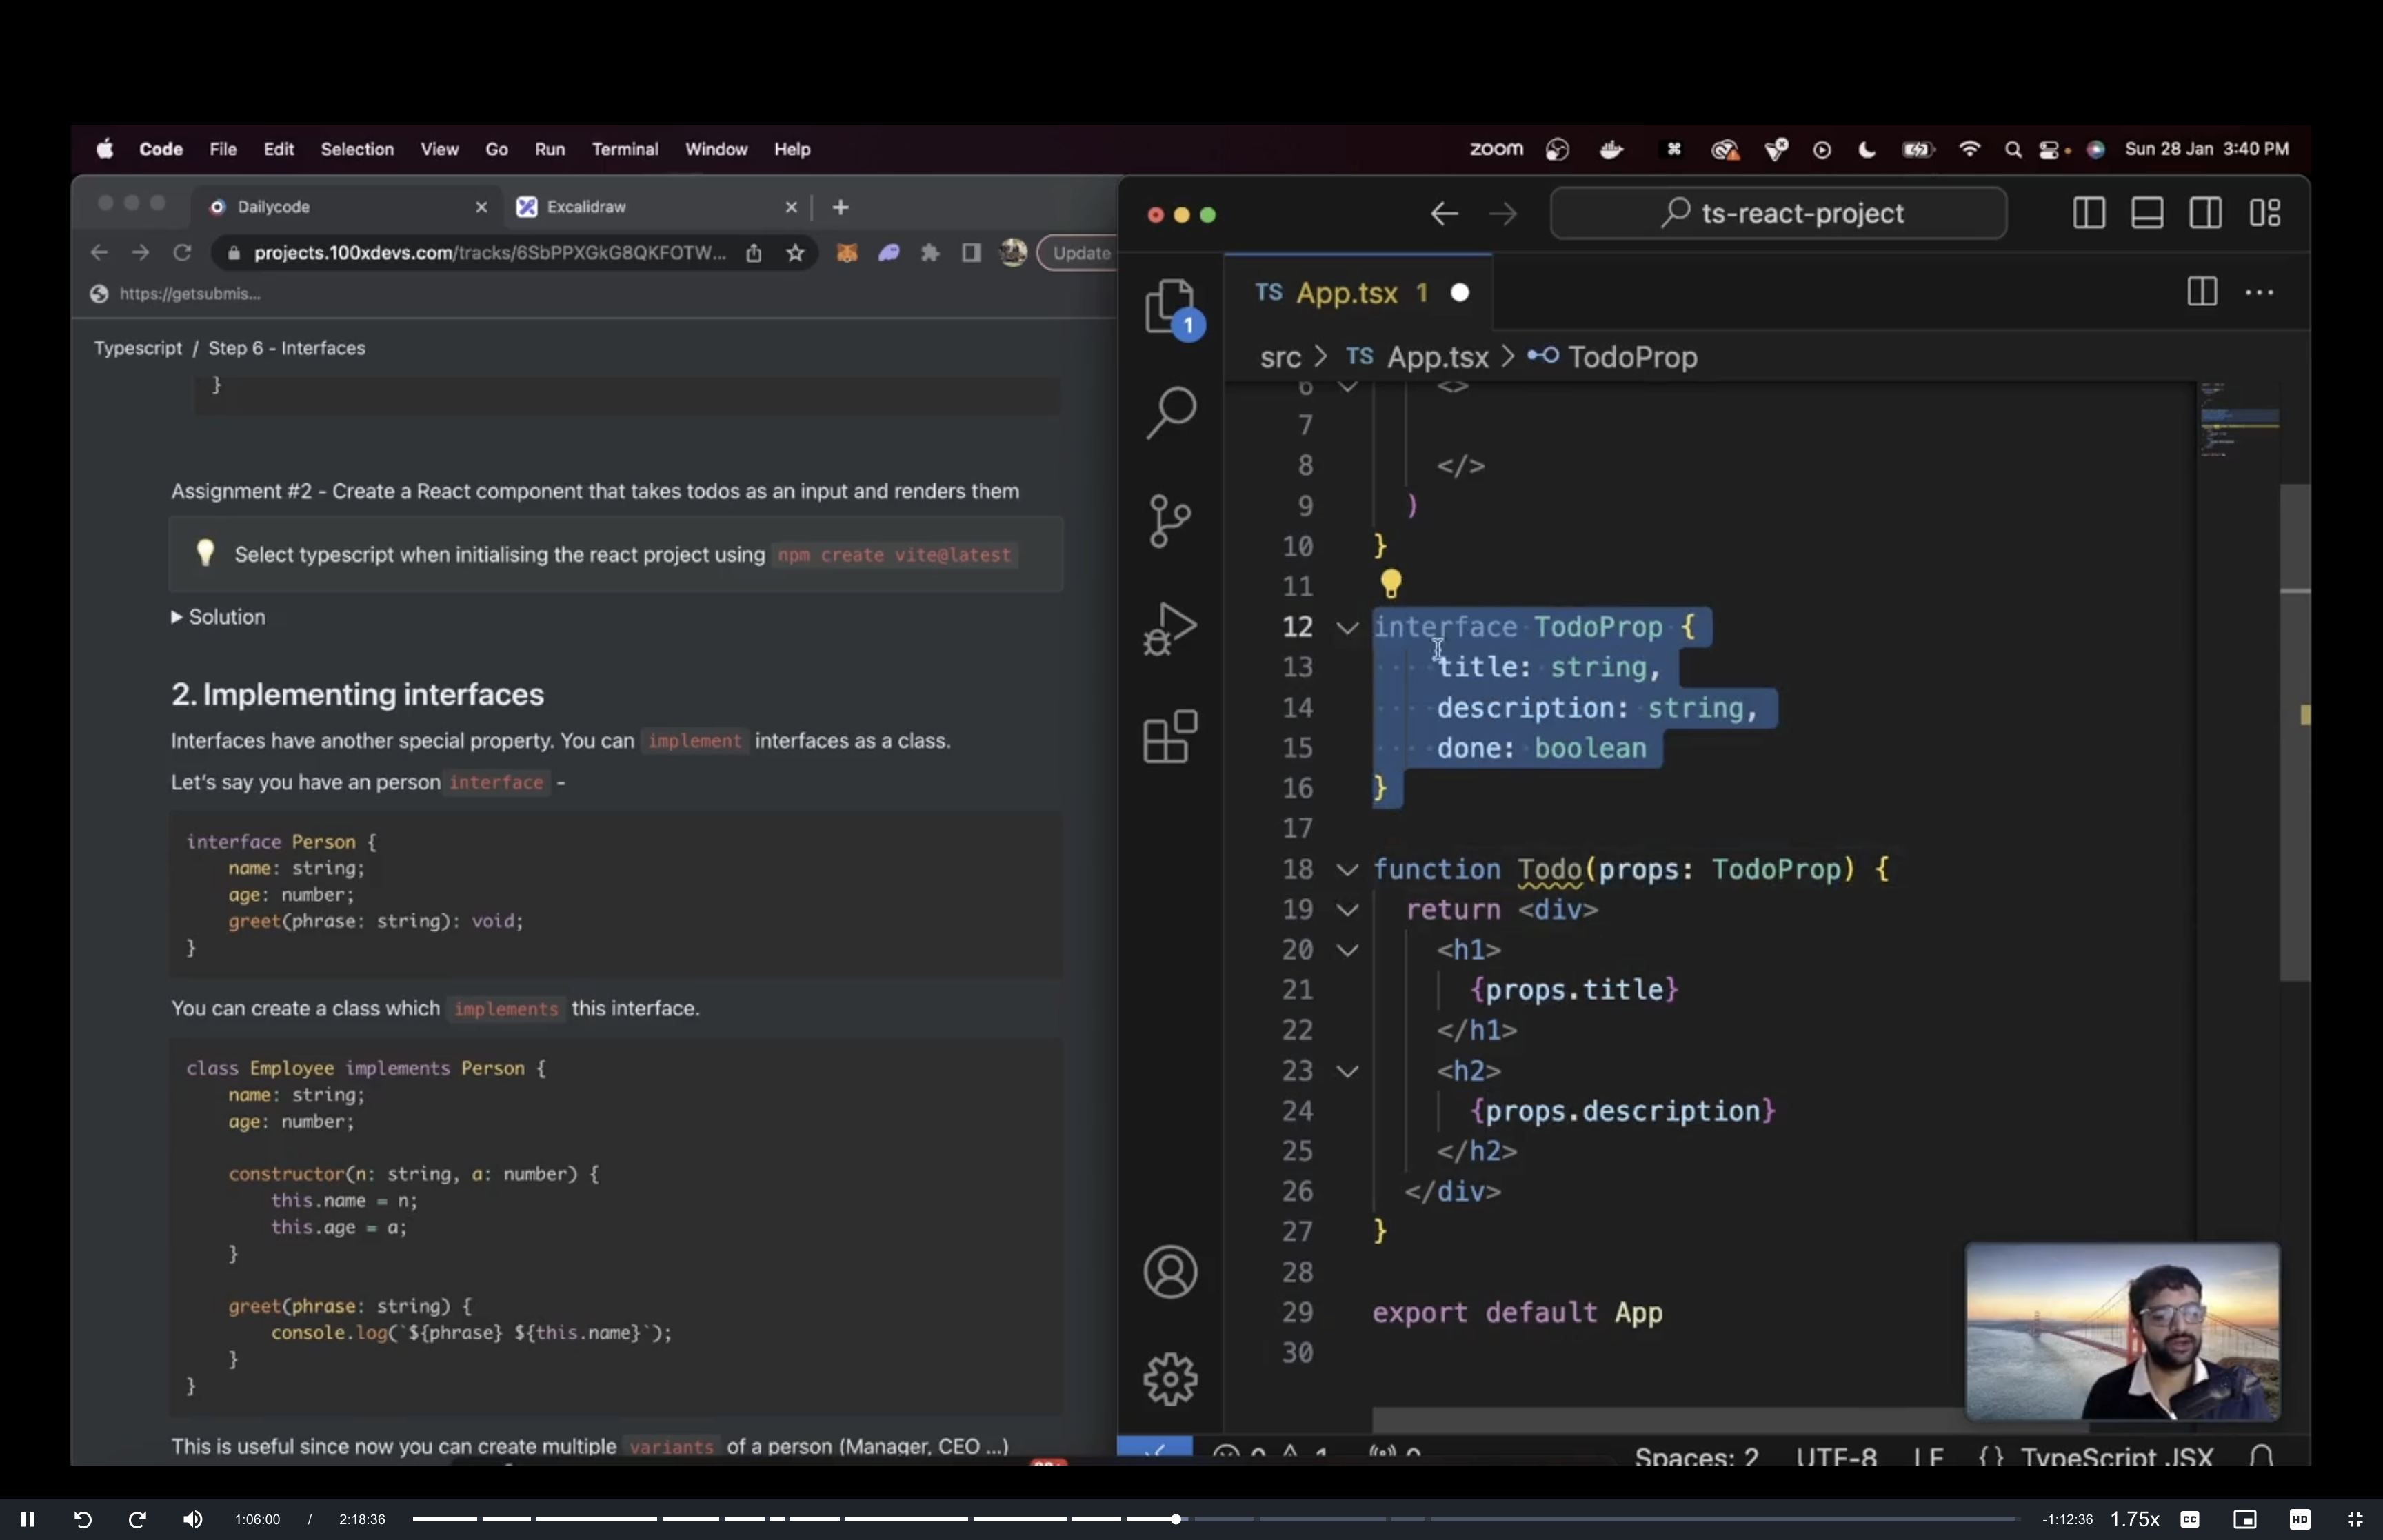 Code File Edit Selection View Go Run Terminal Window Help
zoom Sun 28 Jan 3:40 PM
Dailycode
Excalidraw
projects.100xdevs.com/tracks/6SbPPXGkG8QKFOTW...
Update
https://getsubmis...
Typescript / Step 6 - Interfaces
}
Assignment #2 - Create a React component that takes todos as an input and renders them
Select typescript when initialising the react project using npm create vite@latest
Solution
2. Implementing interfaces
Interfaces have another special property. You can implement interfaces as a class.
Let's say you have an person interface -
interface Person {
name: string;
age: number;
greet(phrase: string): void;
}
You can create a class which implements this interface.
class Employee implements Person {
name: string;
age: number;
constructor(n: string, a: number) {
this.name = n;
this.age = a;
}
greet(phrase: string) {
console.log(`${phrase} ${this.name}`);
}
}
This is useful since now you can create multiple variants of a person (Manager, CEO ...)
ts-react-project
TS App.tsx 1
1
src > TS App.tsx > TodoProp
6 <>
7
8 </>
9 )
10 }
11
12 interface TodoProp {
13 title: string,
14 description: string,
15 done: boolean
16 }
17
18 function Todo(props: TodoProp) {
19 return <div>
20 <h1>
21 {props.title}
22 </h1>
23 <h2>
24 {props.description}
25 </h2>
26 </div>
27 }
28
29 export default App
30
0 1 0 Spaces: 2 UTF-8 LF {} TypeScript JSX
1:06:00 / 2:18:36 -1:12:36 1.75x CC HD